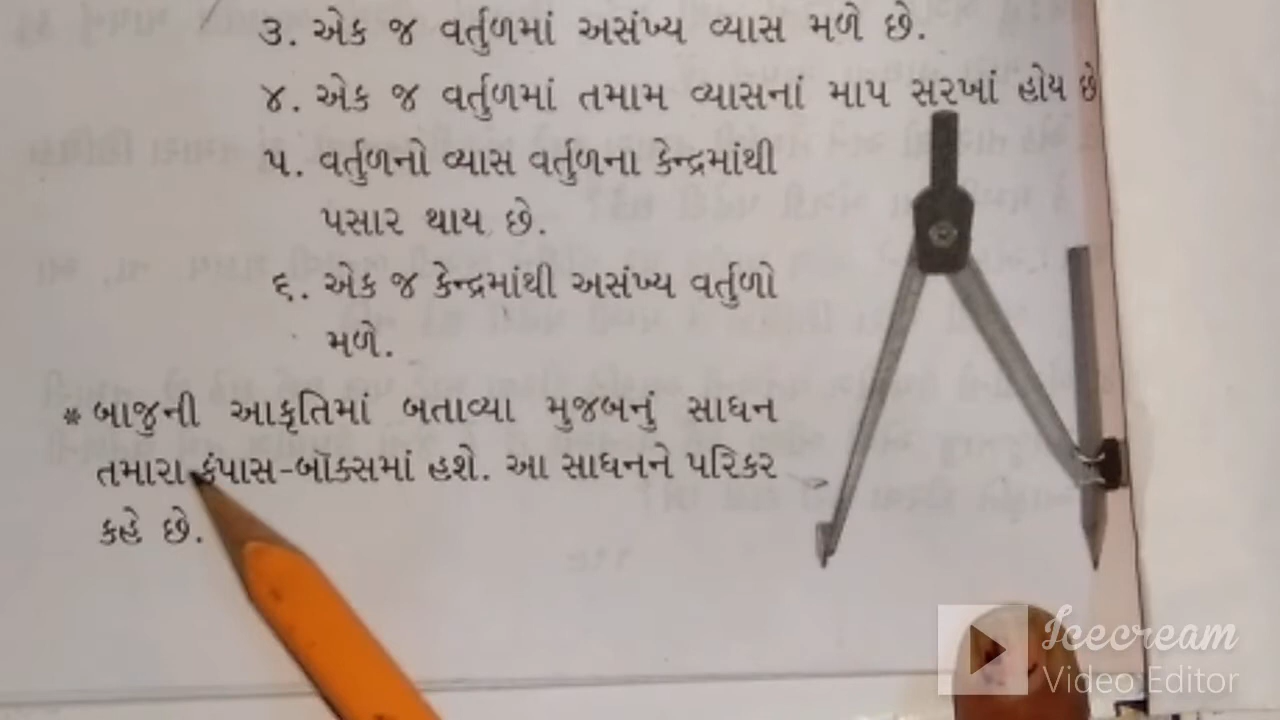 ૩. એક જ વર્તુળમાં અસંખ્ય વ્યાસ મળે છે.
૪. એક જ વર્તુળમાં તમામ વ્યાસનાં માપ સરખાં હોય છે
૫. વર્તુળનો વ્યાસ વર્તુળના કેન્દ્રમાંથી
પસાર થાય છે.
૬. એક જ કેન્દ્રમાંથી અસંખ્ય વર્તુળો
મળે.
* બાજુની આકૃતિમાં બતાવ્યા મુજબનું સાધન
તમારા કંપાસ-બૉક્સમાં હશે. આ સાધનને પરિકર
કહે છે.
Icecream
Video Editor